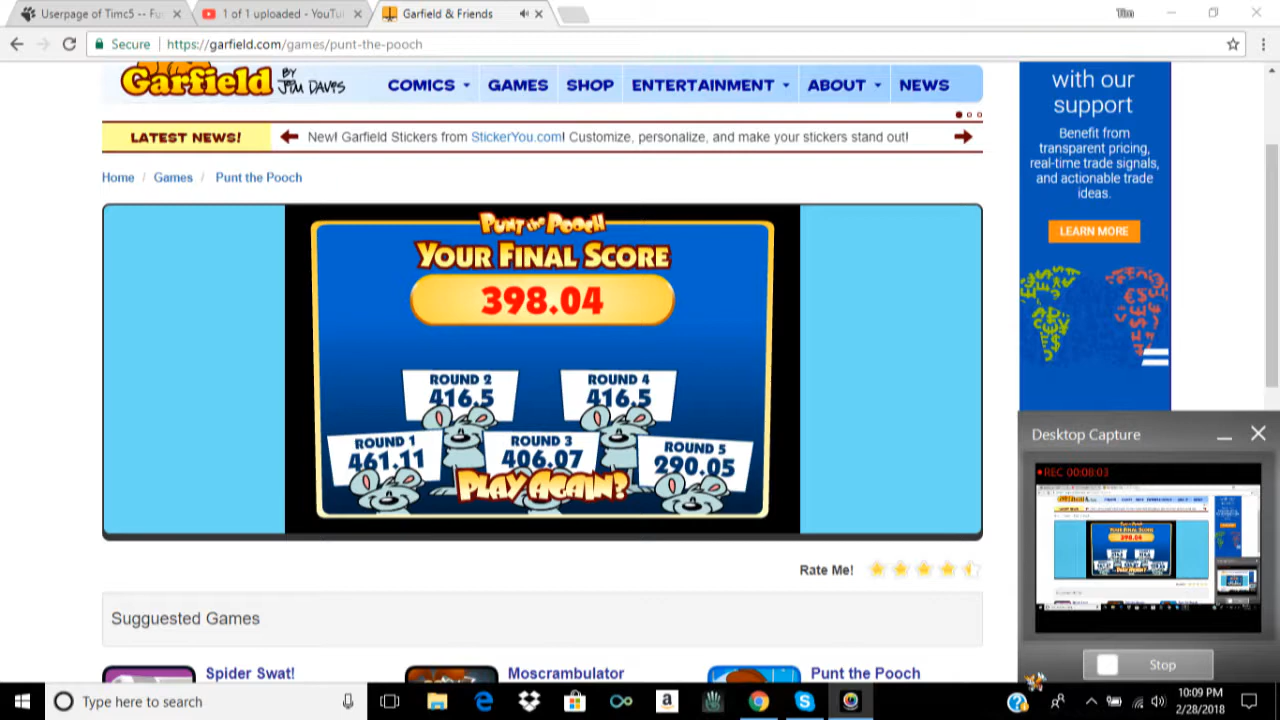 Userpage of Timc5 -- Fu
1 of 1 uploaded - YouTu
Garfield & Friends
Tim
Secure
https://garfield.com/games/punt-the-pooch
Garfield BY JIM DAVIS
COMICS
GAMES
SHOP
ENTERTAINMENT
ABOUT
NEWS
LATEST NEWS!
New! Garfield Stickers from StickerYou.com! Customize, personalize, and make your stickers stand out!
Home / Games / Punt the Pooch
PUNT the POOCH
YOUR FINAL SCORE
398.04
ROUND 2
416.5
ROUND 4
416.5
ROUND 1
461.11
ROUND 3
406.07
ROUND 5
290.05
PLAY AGAIN?
Rate Me!
Sugguested Games
Spider Swat!
Moscrambulator
Punt the Pooch
with our
support
Benefit from
transparent pricing,
real-time trade signals,
and actionable trade
ideas.
LEARN MORE
Desktop Capture
REC 00:08:03
Stop
Type here to search
10:09 PM
2/28/2018